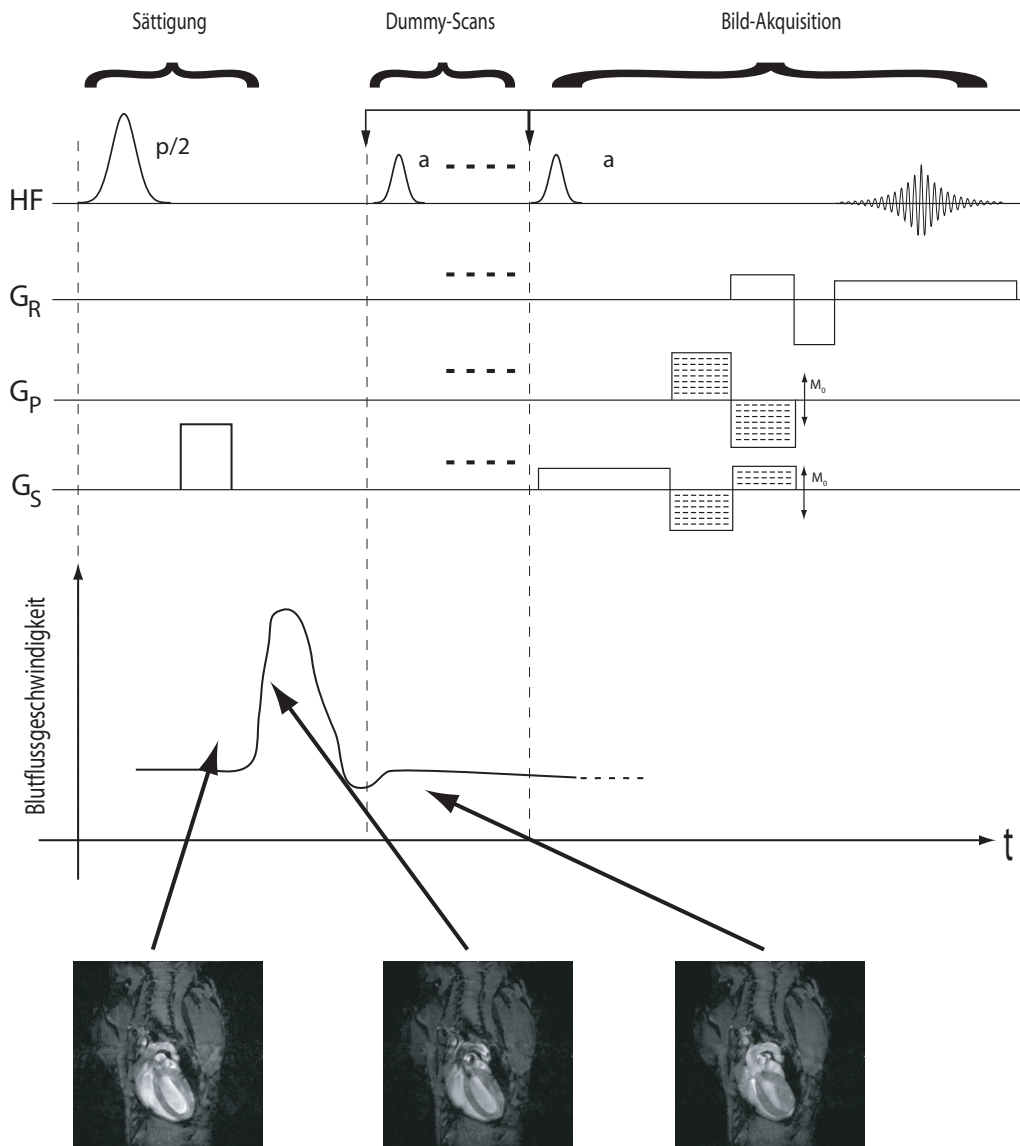 Sättigung
Dummy-Scans
Bild-Akquisition
p/2
a
a
HF
G_R
G_P
M_0
G_S
M_0
Blutflussgeschwindigkeit
t